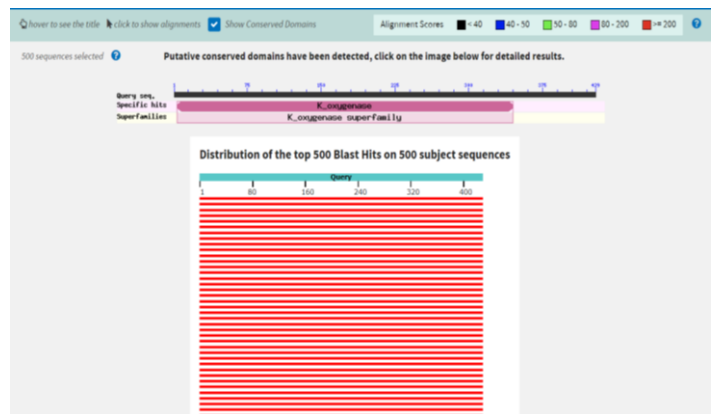 hover to see the title click to show alignments Show Conserved Domains Alignment Scores < 40 40 - 50 50 - 80 80 - 200 >= 200 ?
500 sequences selected ? Putative conserved domains have been detected, click on the image below for detailed results.
1 75
Query seq.
Specific hits K_oxygenase
Superfamilies K_oxygenase superfamily
Distribution of the top 500 Blast Hits on 500 subject sequences
Query
1 80 160 240 320 400